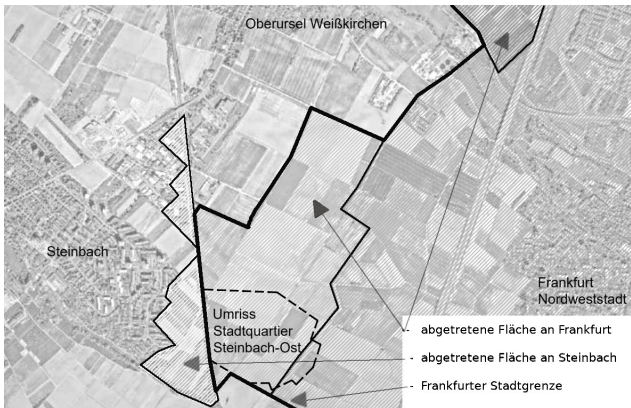 Oberursel Weißkirchen
Steinbach
Umriss
Stadtquartier
Steinbach-Ost
Frankfurt
Nordweststadt
- abgetretene Fläche an Frankfurt
- abgetretene Fläche an Steinbach
- Frankfurter Stadtgrenze